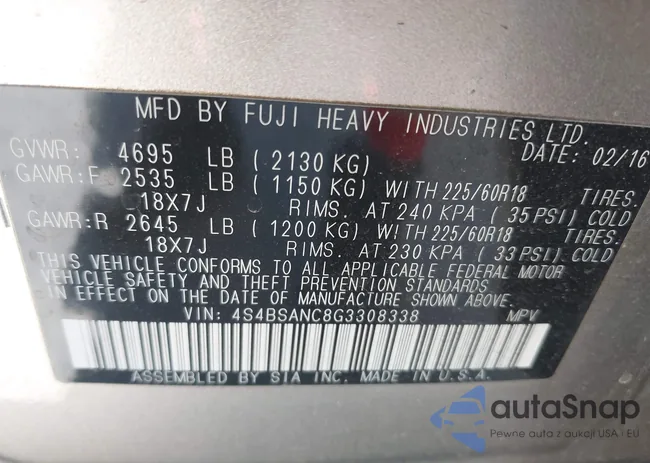 MFD BY FUJI HEAVY INDUSTRIES LTD.
DATE: 02/16
GVWR: 4695 LB (2130 KG)
GAWR:F 2535 LB (1150 KG) WITH 225/60R18 TIRES.
18X7J RIMS. AT 240 KPA (35 PSI) COLD
GAWR:R 2645 LB (1200 KG) WITH 225/60R18 TIRES.
18X7J RIMS. AT 230 KPA (33 PSI) COLD
THIS VEHICLE CONFORMS TO ALL APPLICABLE FEDERAL MOTOR
VEHICLE SAFETY AND THEFT PREVENTION STANDARDS
IN EFFECT ON THE DATE OF MANUFACTURE SHOWN ABOVE.
VIN: 4S4BSANC8G3308338 MPV
ASSEMBLED BY SIA INC. MADE IN U.S.A.
autaSnap
Pewne auta z aukcji USA i EU